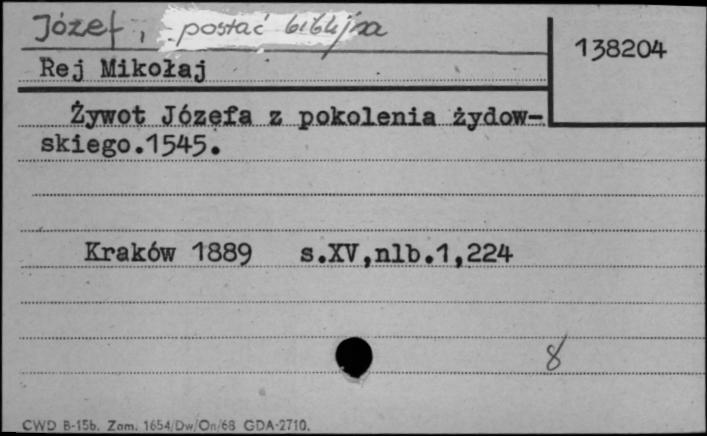 Józef, postać biblijna
138204
Rej Mikołaj
Żywot Józefa z pokolenia żydow-
skiego.1545.
Kraków 1889 s.XV,nlb.1,224
8
CWD B-15b. Zam. 1654/Dw/On/68 GDA-2710.